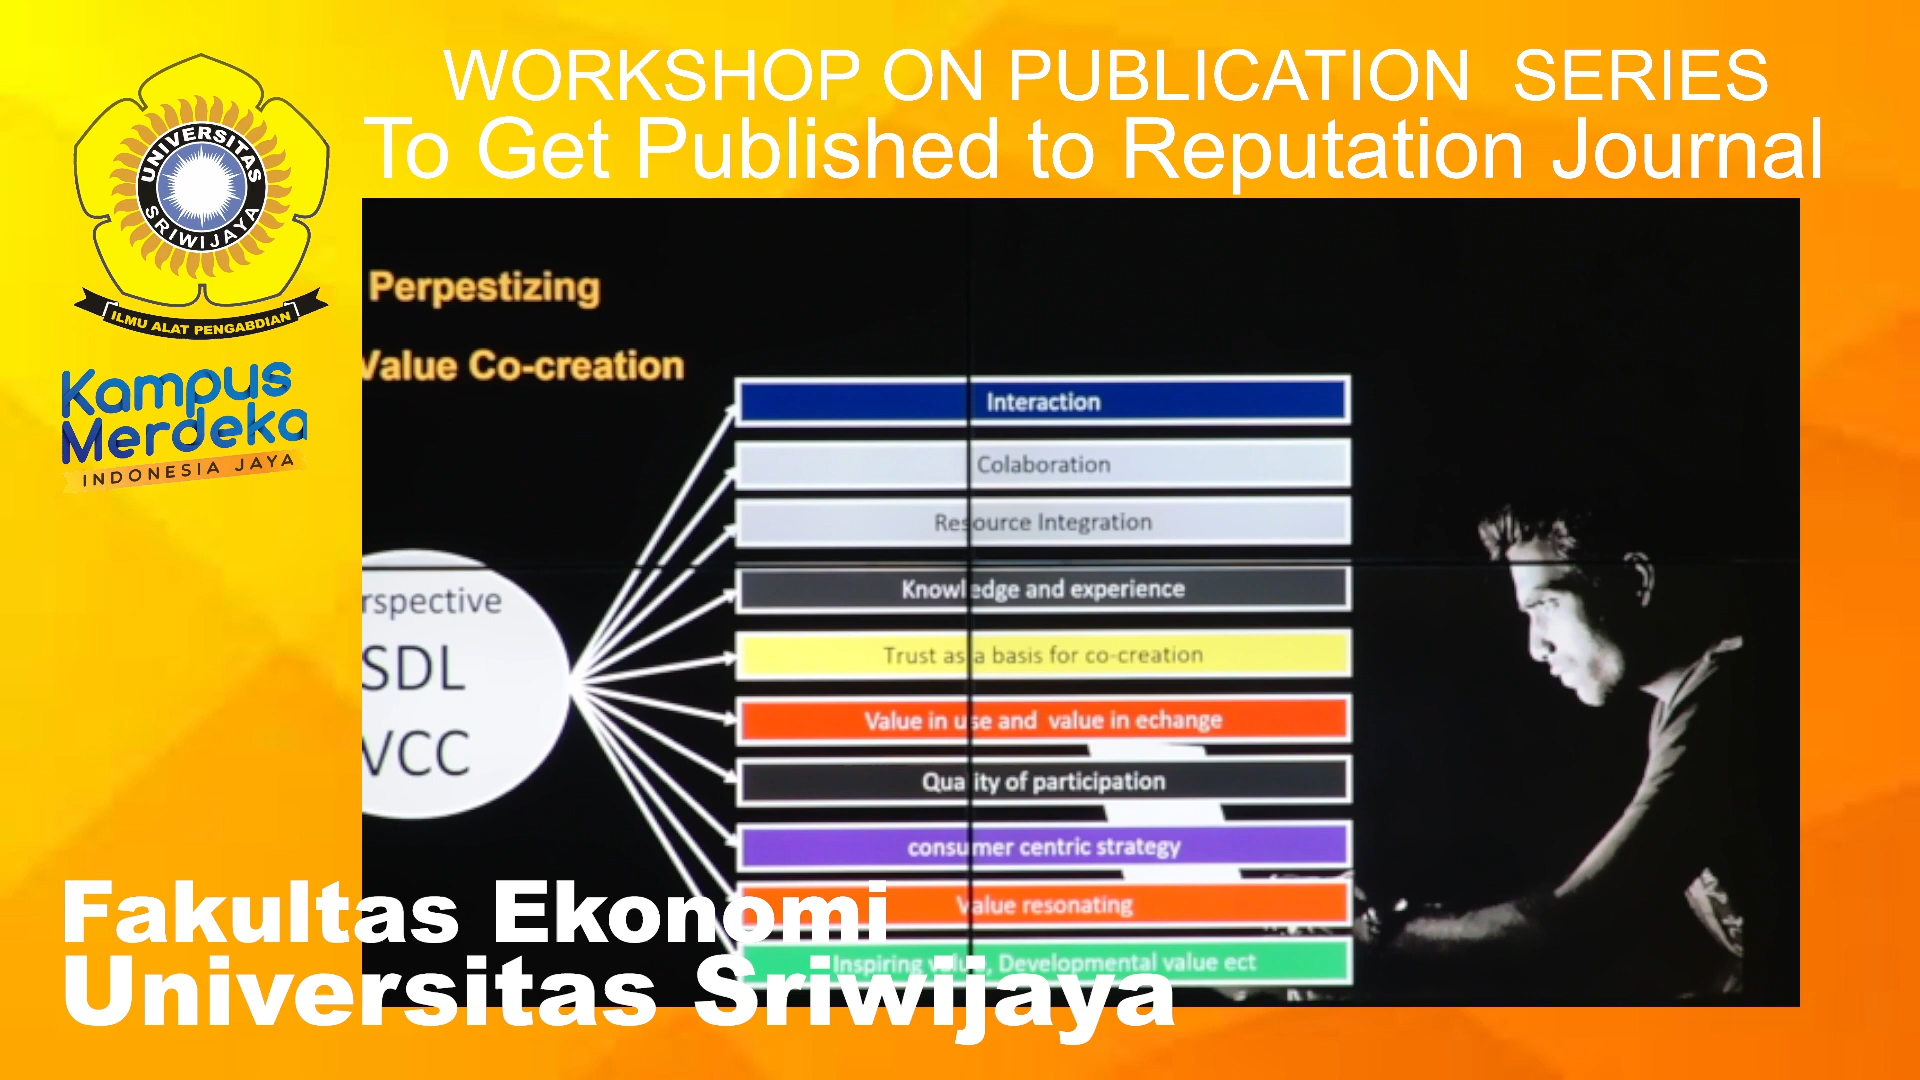 WORKSHOP ON PUBLICATION SERIES
To Get Published to Reputation Journal
UNIVERSITAS
SRIWIJAYA
ILMU ALAT PENGABDIAN
Kampus
Merdeka
INDONESIA JAYA
Perpestizing
Value Co-creation
rspective
SDL
VCC
Interaction
Colaboration
Resource Integration
Knowledge and experience
Trust as a basis for co-creation
Value in use and value in echange
Quality of participation
consumer centric strategy
Value resonating
Inspiring value, Developmental value ect
Fakultas Ekonomi
Universitas Sriwijaya